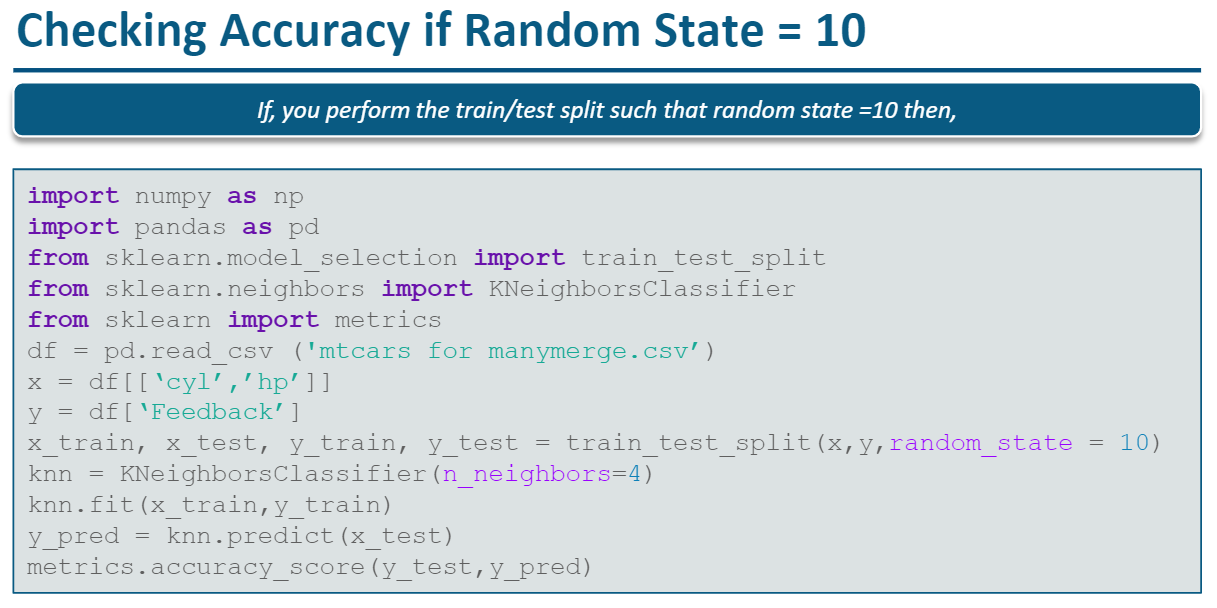 Checking Accuracy if Random State = 10
If, you perform the train/test split such that random state =10 then,
import numpy as np
import pandas as pd
from sklearn.model_selection import train_test_split
from sklearn.neighbors import KNeighborsClassifier
from sklearn import metrics
df = pd.read_csv ('mtcars for manymerge.csv’)
x = df[[‘cyl’,’hp’]]
y = df[‘Feedback’]
x_train, x_test, y_train, y_test = train_test_split(x,y,random_state = 10)
knn = KNeighborsClassifier(n_neighbors=4)
knn.fit(x_train,y_train)
y_pred = knn.predict(x_test)
metrics.accuracy_score(y_test,y_pred)